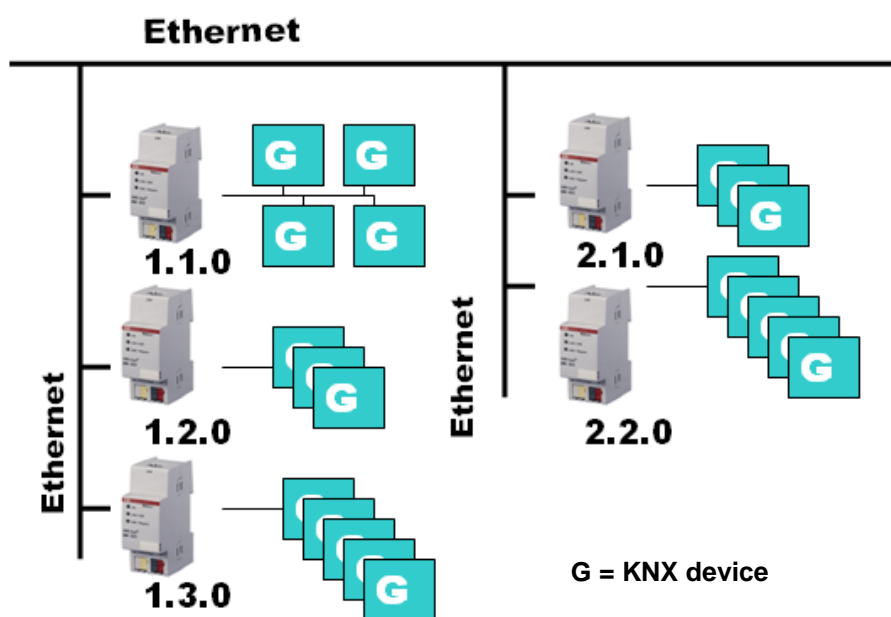 Ethernet
G G
G G
1.1.0
G
2.1.0
Ethernet
Ethernet
G
1.2.0
G
2.2.0
G
1.3.0
G = KNX device